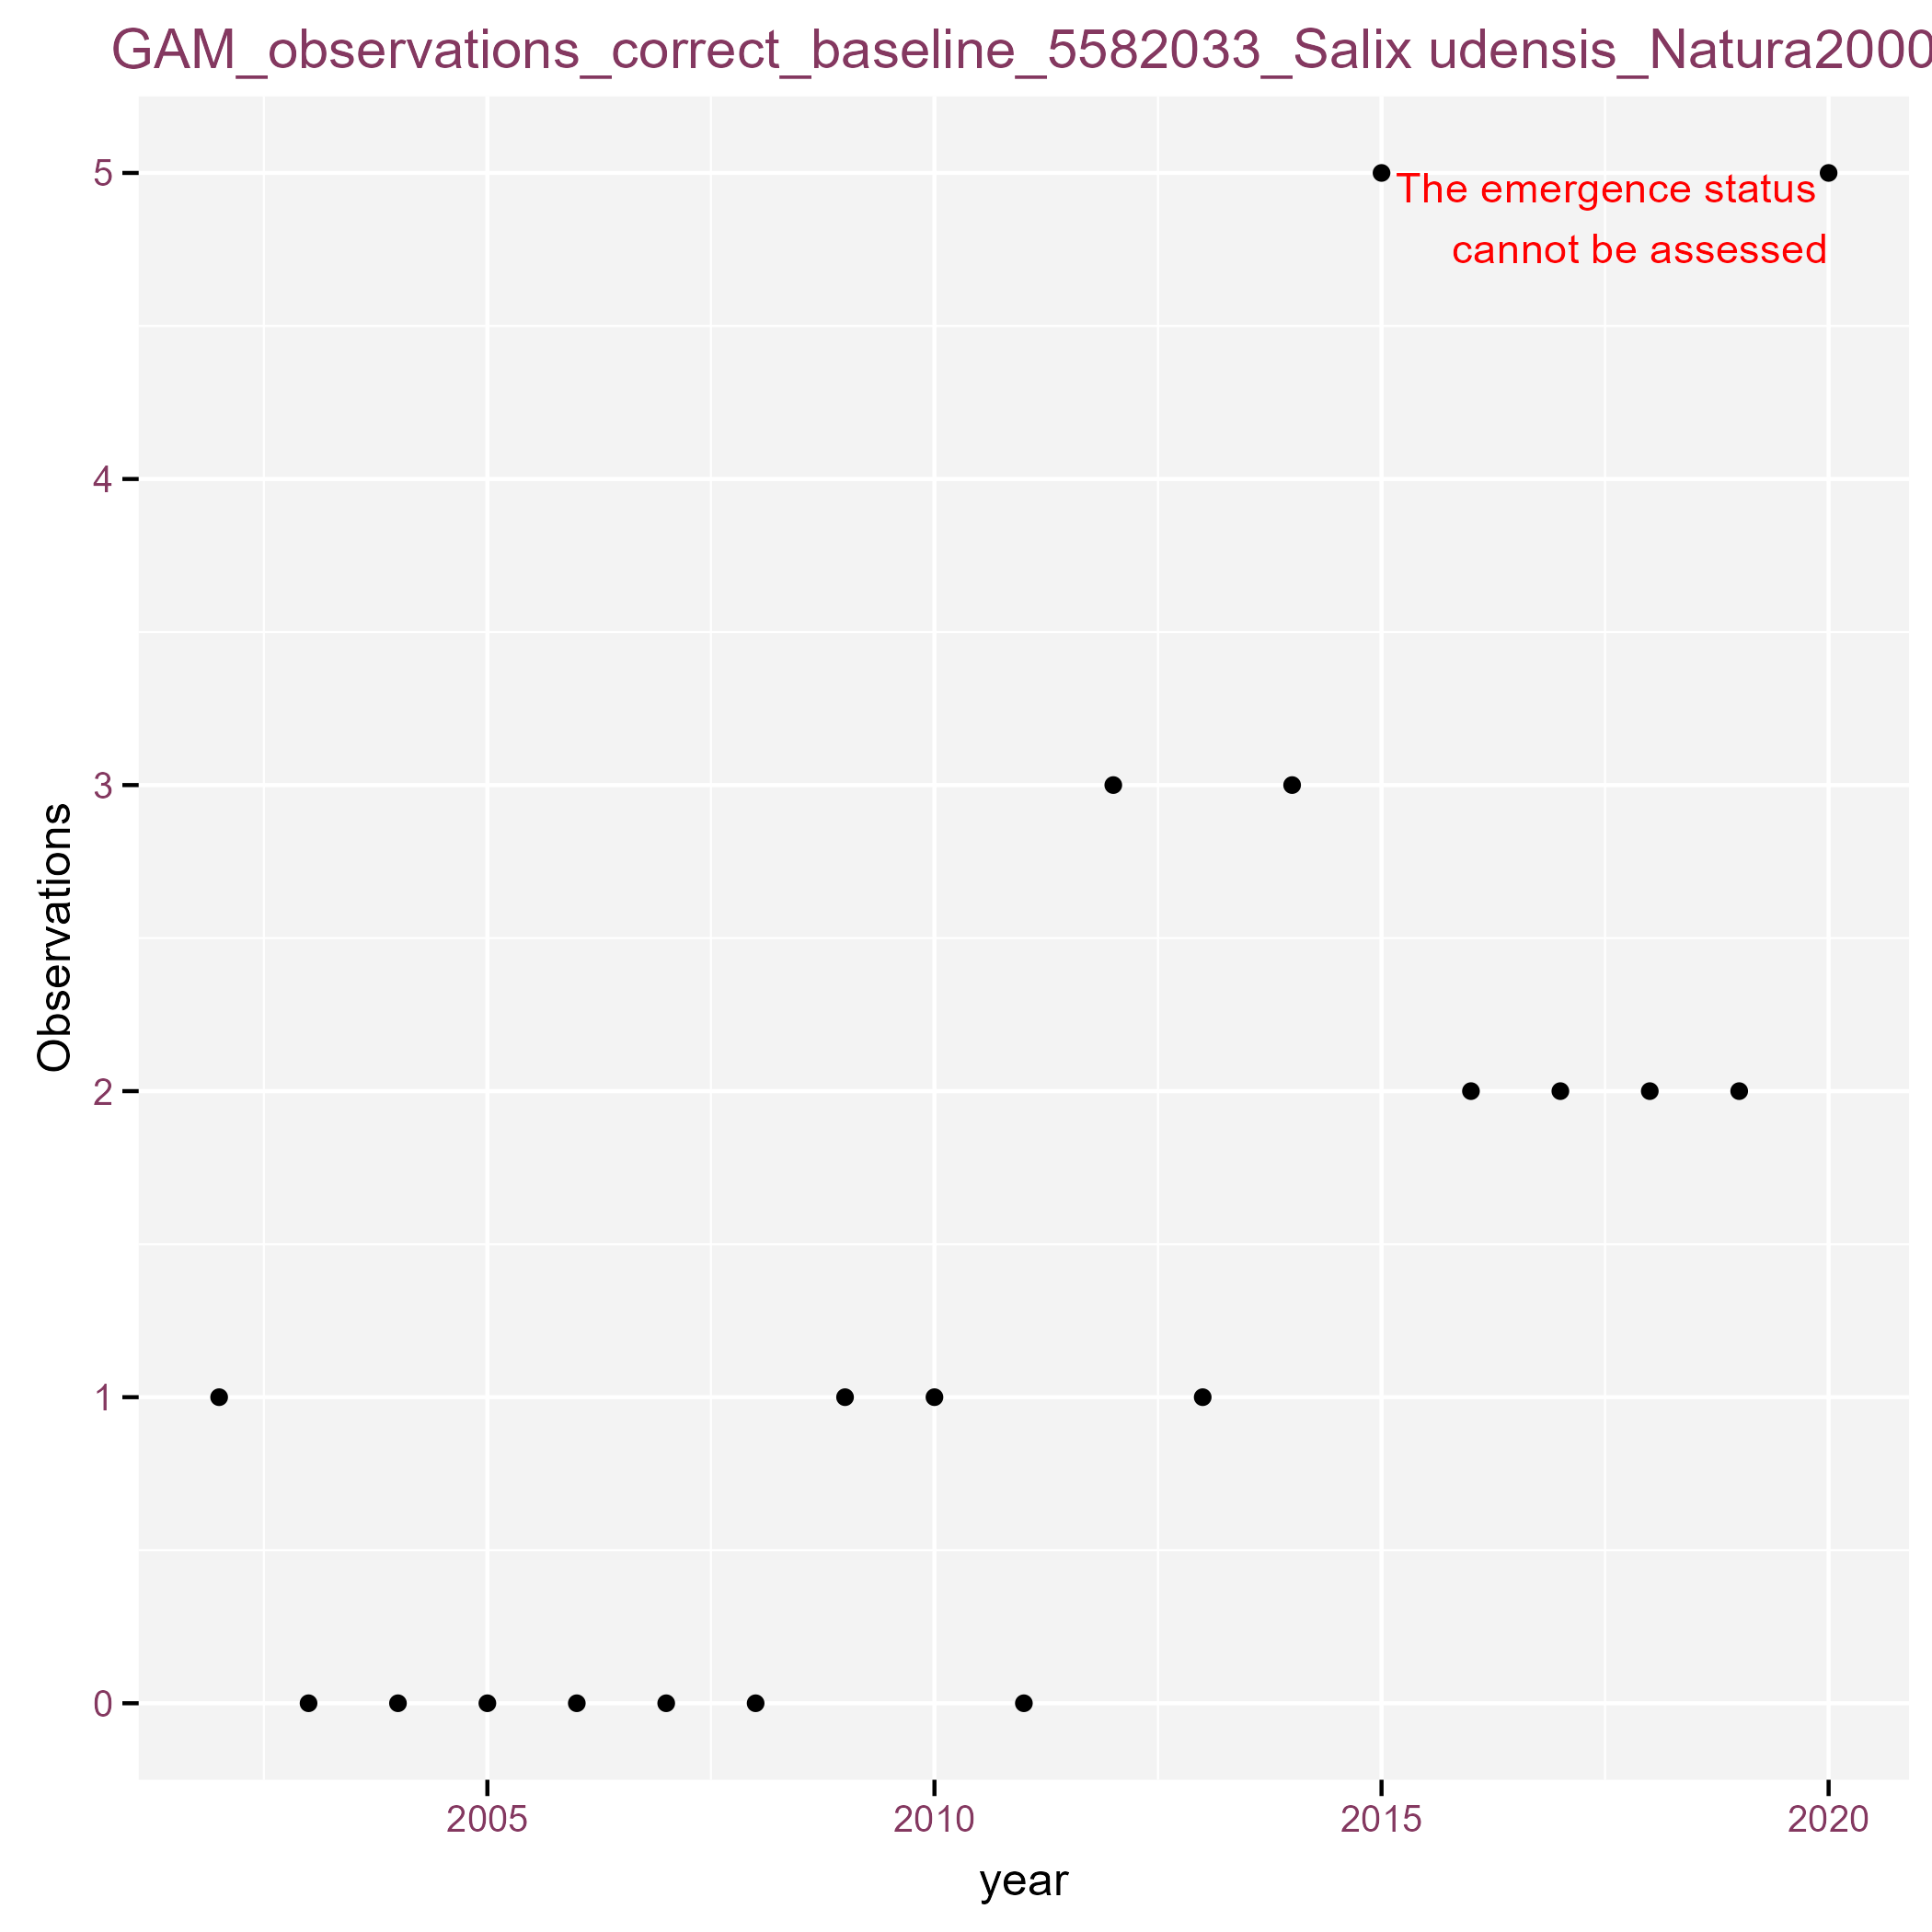 GAM_observations_correct_baseline_5582033_Salix udensis_Natura2000
5
The emergence status
cannot be assessed
4
3
Observations
2
1
0
2005 2010 2015 2020
year